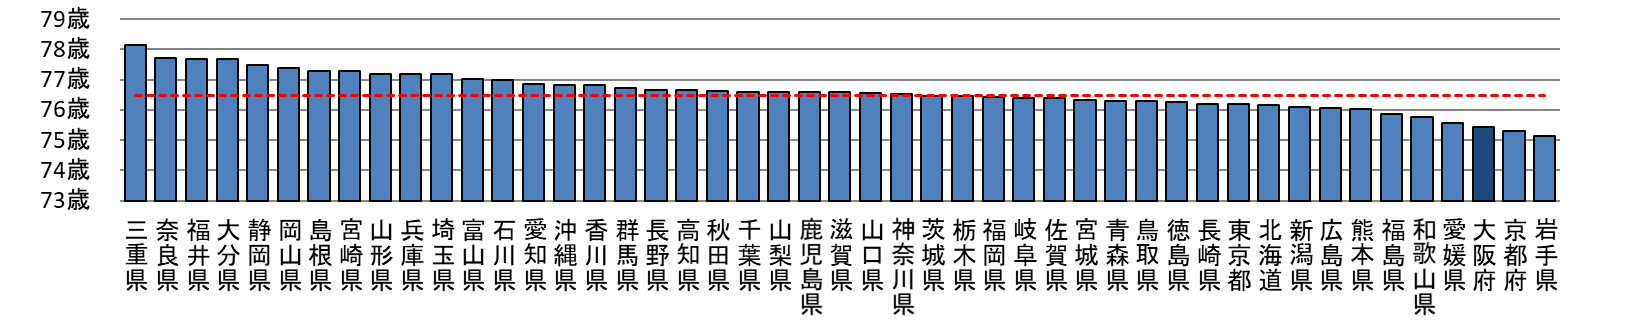 79歳
78歳
77歳
76歳
75歳
74歳
73歳
三重県
奈良県
福井県
大分県
静岡県
岡山県
島根県
宮崎県
山形県
兵庫県
埼玉県
富山県
石川県
愛知県
沖縄県
香川県
群馬県
長野県
高知県
秋田県
千葉県
山梨県
鹿児島県
滋賀県
山口県
神奈川県
茨城県
栃木県
福岡県
岐阜県
佐賀県
宮城県
青森県
鳥取県
徳島県
長崎県
東京都
北海道
新潟県
広島県
熊本県
福島県
和歌山県
愛媛県
大阪府
京都府
岩手県